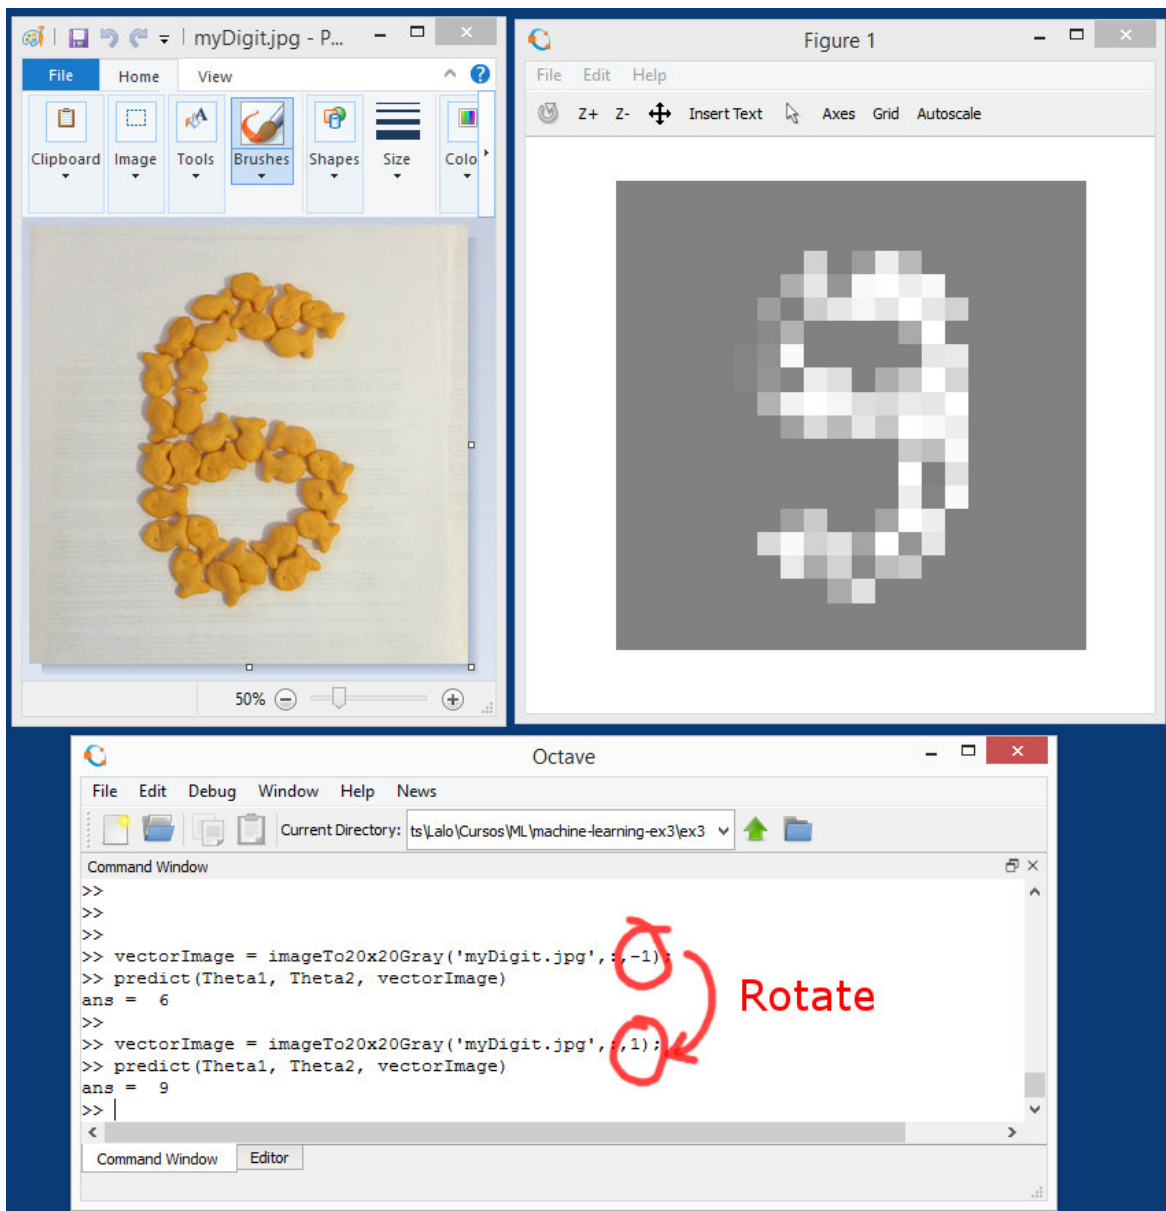 myDigit.jpg - P...
File Home View
Clipboard Image Tools Brushes Shapes Size Colo
50%
Figure 1
File Edit Help
Z+ Z- Insert Text Axes Grid Autoscale
Octave
File Edit Debug Window Help News
Current Directory: ts\Lalo\Cursos\ML\machine-learning-ex3\ex3
Command Window
>>
>>
>>
>> vectorImage = imageTo20x20Gray('myDigit.jpg',:,-1);
>> predict(Theta1, Theta2, vectorImage)
ans = 6
>>
>> vectorImage = imageTo20x20Gray('myDigit.jpg',:,1);
>> predict(Theta1, Theta2, vectorImage)
ans = 9
>>
Rotate
Command Window Editor